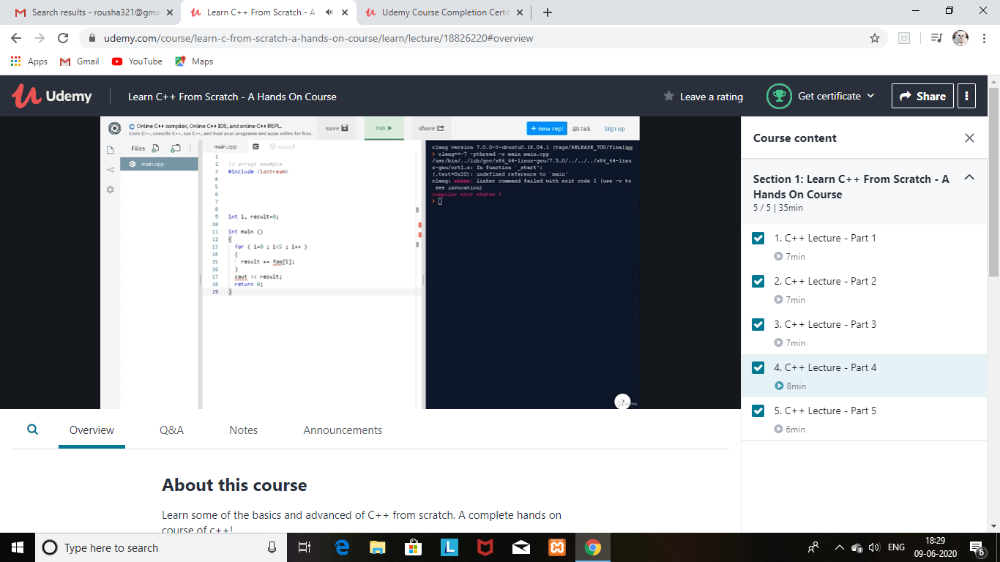 Search results - rousha321@gma
Learn C++ From Scratch - A
Udemy Course Completion Certif
udemy.com/course/learn-c-from-scratch-a-hands-on-course/learn/lecture/18826220#overview
Apps Gmail YouTube Maps
Udemy
Learn C++ From Scratch - A Hands On Course
Leave a rating
Get certificate
Share
Online C++ compiler, Online C++ IDE, and online C++ REPL.
Code C++, compile C++, run C++, and host your programs and apps online for free.
save
run
share
+ new repl
talk
Sign up
Files
main.cpp
main.cpp
saved
1
2 // arrays example
3 #include <iostream>
4
5
6
7
8
9 int i, result=0;
10
11 int main ()
12 {
13 for ( i=0 ; i<5 ; i++ )
14 {
15 result += foo[i];
16 }
17 cout << result;
18 return 0;
19 }
clang version 7.0.0-3~ubuntu0.18.04.1 (tags/RELEASE_700/final)
> clang++-7 -pthread -o main main.cpp
/usr/bin/../lib/gcc/x86_64-linux-gnu/7.5.0/../../../x86_64-linu
x-gnu/crt1.o: In function `_start':
(.text+0x20): undefined reference to `main'
clang: error: linker command failed with exit code 1 (use -v to
see invocation)
compiler exit status 1
>
?
Course content
Section 1: Learn C++ From Scratch - A
Hands On Course
5 / 5 | 35min
1. C++ Lecture - Part 1
7min
2. C++ Lecture - Part 2
7min
3. C++ Lecture - Part 3
7min
4. C++ Lecture - Part 4
8min
5. C++ Lecture - Part 5
6min
Overview Q&A Notes Announcements
About this course
Learn some of the basics and advanced of C++ from scratch. A complete hands on
course of c++!
Type here to search
L
ENG
18:29
09-06-2020
6